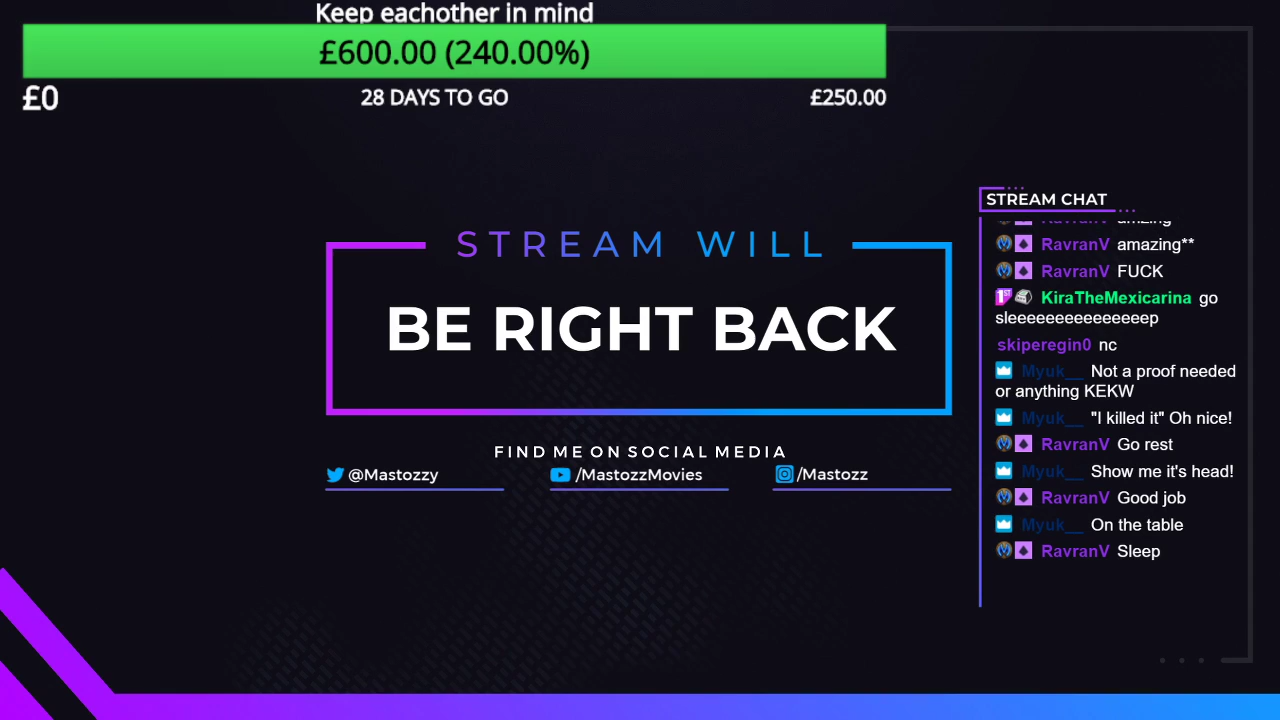 Keep eachother in mind
£600.00 (240.00%)
£0
28 DAYS TO GO
£250.00
STREAM WILL
BE RIGHT BACK
FIND ME ON SOCIAL MEDIA
@Mastozzy
/MastozzMovies
/Mastozz
STREAM CHAT
RavranV amzing
RavranV amazing**
RavranV FUCK
KiraTheMexicarina go
sleeeeeeeeeeeeeep
skiperegin0 nc
Myuk__ Not a proof needed
or anything KEKW
Myuk__ "I killed it" Oh nice!
RavranV Go rest
Myuk__ Show me it's head!
RavranV Good job
Myuk__ On the table
RavranV Sleep